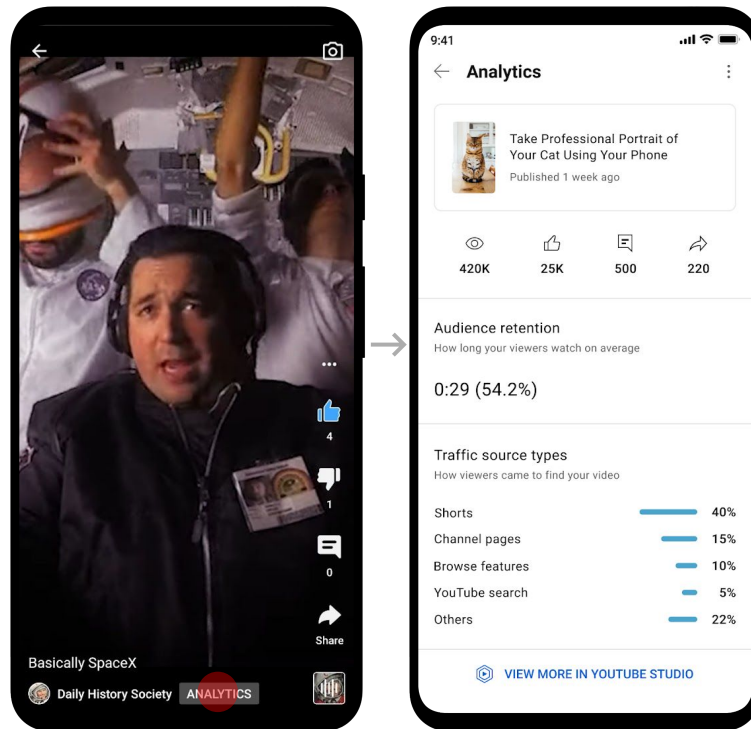 4
1
0
Share
Basically SpaceX
Daily History Society ANALYTICS
9:41
Analytics
Take Professional Portrait of
Your Cat Using Your Phone
Published 1 week ago
420K 25K 500 220
Audience retention
How long your viewers watch on average
0:29 (54.2%)
Traffic source types
How viewers came to find your video
Shorts 40%
Channel pages 15%
Browse features 10%
YouTube search 5%
Others 22%
VIEW MORE IN YOUTUBE STUDIO